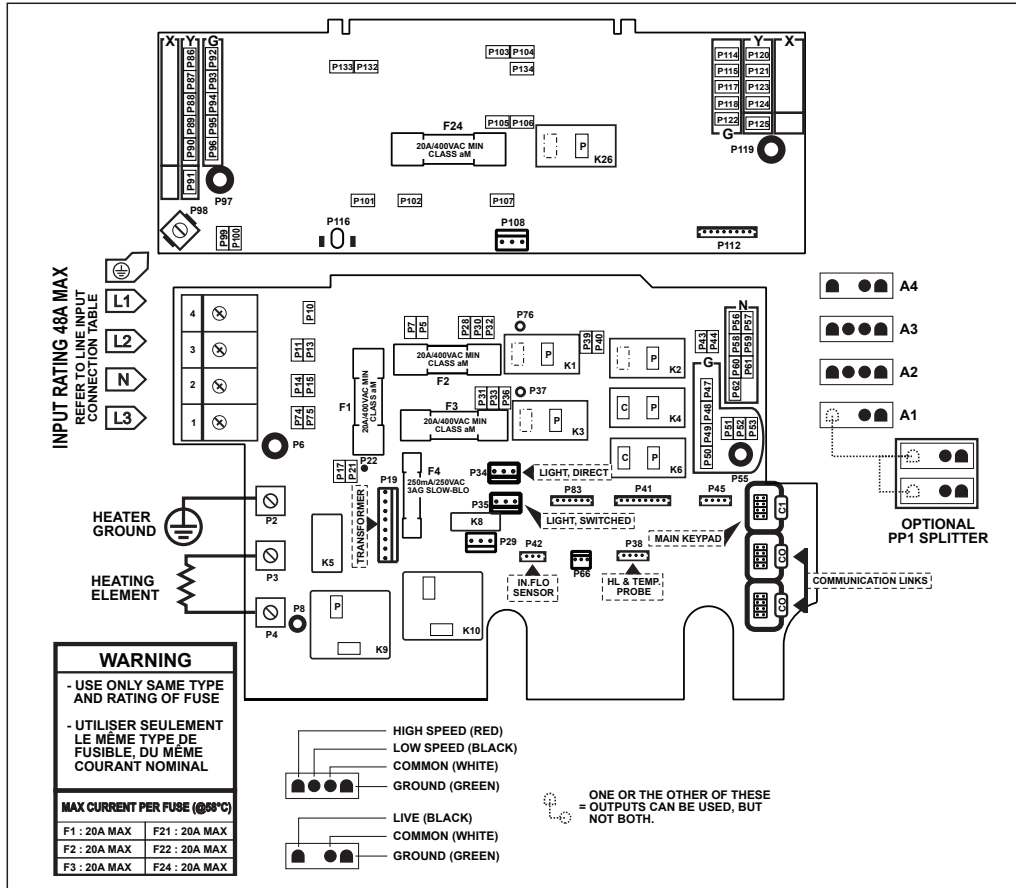 X Y G
P86
P87
P88
P89
P90
P91
P92
P93
P94
P95
P96
P97
P98
P99
P100
P133 P132
P103 P104
P134
P105 P106
F24
20A/400VAC MIN
CLASS aM
P
K26
P101
P102
P107
P116
P108
P112
Y X
P114 P120
P115 P121
P117 P123
P118 P124
P122 P125
G
P119
INPUT RATING 48A MAX
REFER TO LINE INPUT
CONNECTION TABLE
L1
L2
N
L3
4
3
2
1
P10
P11 P13
P14 P15
P74 P75
P6
F1
20A/400VAC MIN
CLASS aM
P7 P5
P28 P30 P32
20A/400VAC MIN
CLASS aM
F2
P76
P
K1
P39 P40
P
K2
P43 P44
N
P56 P57
P58 P59
P60 P61
P62
G
P47
P48
P49
P50
P51 P52 P53
P55
P31 P33 P36
F3
20A/400VAC MIN
CLASS aM
P37
P
K3
C P
K4
C P
K6
P17 P21
P22
P19
TRANSFORMER
F4
250mA/250VAC
3AG SLOW-BLO
P34
LIGHT, DIRECT
P35
LIGHT, SWITCHED
K8
P29
P83
P41
P45
P42
IN.FLO
SENSOR
P66
P38
HL & TEMP.
PROBE
MAIN KEYPAD
C1
CO
CO
COMMUNICATION LINKS
HEATER
GROUND
P2
HEATING
ELEMENT
P3
P4
P8
K5
P
K9
K10
A4
A3
A2
A1
OPTIONAL
PP1 SPLITTER
WARNING
- USE ONLY SAME TYPE
AND RATING OF FUSE
- UTILISER SEULEMENT
LE MÊME TYPE DE
FUSIBLE, DU MÊME
COURANT NOMINAL
MAX CURRENT PER FUSE (@58°C)
F1 : 20A MAX F21 : 20A MAX
F2 : 20A MAX F22 : 20A MAX
F3 : 20A MAX F24 : 20A MAX
HIGH SPEED (RED)
LOW SPEED (BLACK)
COMMON (WHITE)
GROUND (GREEN)
LIVE (BLACK)
COMMON (WHITE)
GROUND (GREEN)
ONE OR THE OTHER OF THESE
= OUTPUTS CAN BE USED, BUT
NOT BOTH.